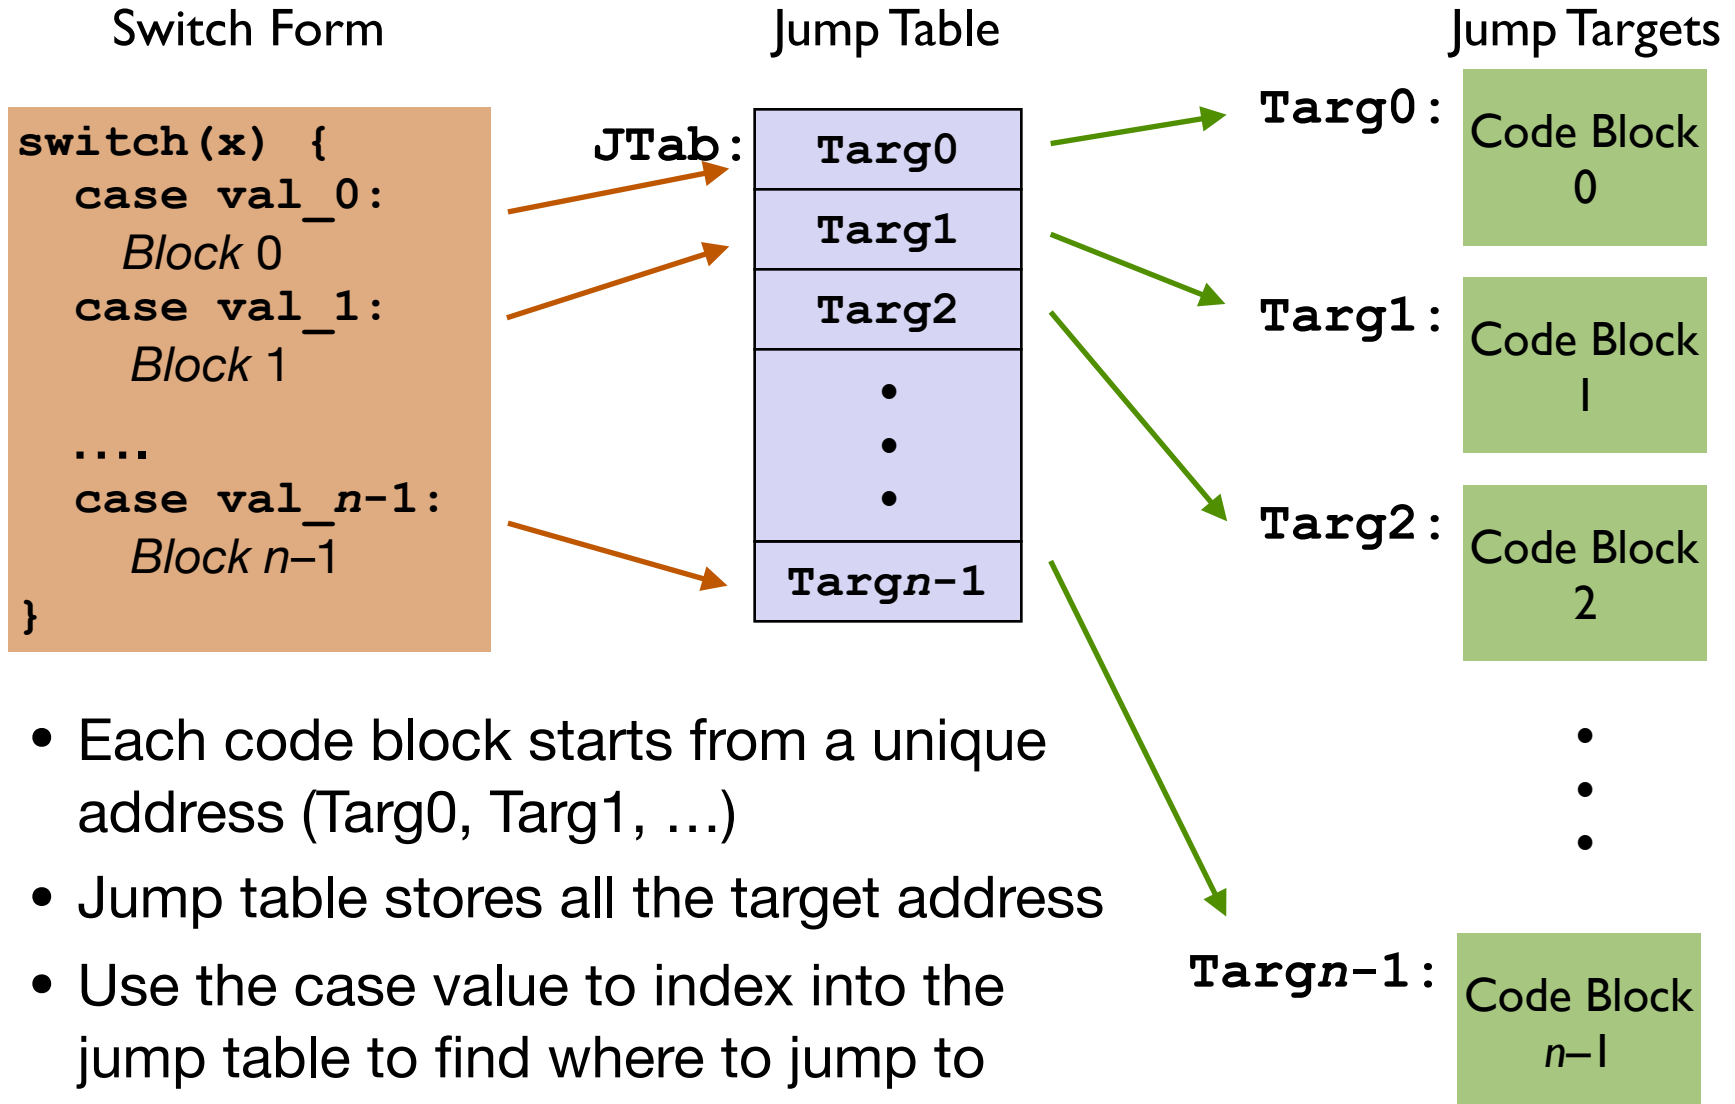 Switch Form
Jump Table
Jump Targets
switch(x) {
case val_0:
Block 0
case val_1:
Block 1
....
case val_n-1:
Block n–1
}
JTab:
Targ0
Targ1
Targ2
•
•
•
Targn-1
Targ0:
Code Block
0
Targ1:
Code Block
1
Targ2:
Code Block
2
•
•
•
Targn-1:
Code Block
n–1
• Each code block starts from a unique
address (Targ0, Targ1, …)
• Jump table stores all the target address
• Use the case value to index into the
jump table to find where to jump to